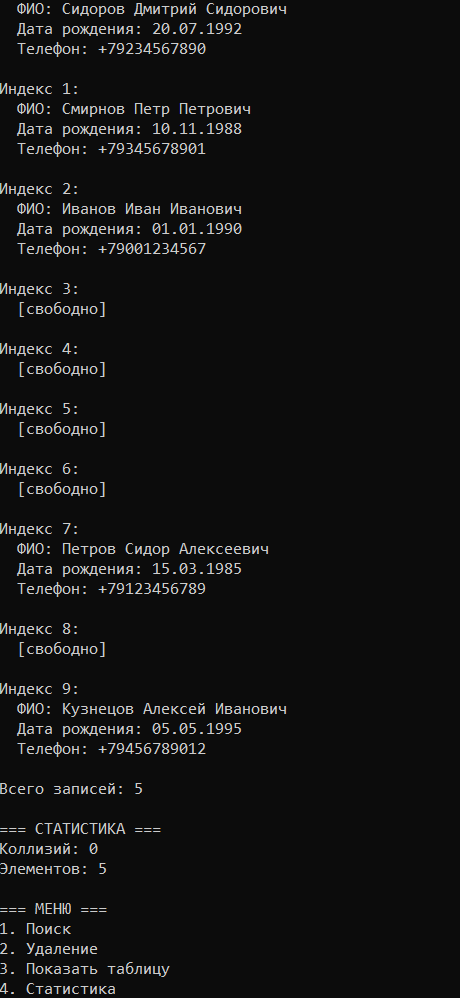 ФИО: Сидоров Дмитрий Сидорович
Дата рождения: 20.07.1992
Телефон: +79234567890
Индекс 1:
ФИО: Смирнов Петр Петрович
Дата рождения: 10.11.1988
Телефон: +79345678901
Индекс 2:
ФИО: Иванов Иван Иванович
Дата рождения: 01.01.1990
Телефон: +79001234567
Индекс 3:
[свободно]
Индекс 4:
[свободно]
Индекс 5:
[свободно]
Индекс 6:
[свободно]
Индекс 7:
ФИО: Петров Сидор Алексеевич
Дата рождения: 15.03.1985
Телефон: +79123456789
Индекс 8:
[свободно]
Индекс 9:
ФИО: Кузнецов Алексей Иванович
Дата рождения: 05.05.1995
Телефон: +79456789012
Всего записей: 5
=== СТАТИСТИКА ===
Коллизий: 0
Элементов: 5
=== МЕНЮ ===
1. Поиск
2. Удаление
3. Показать таблицу
4. Статистика